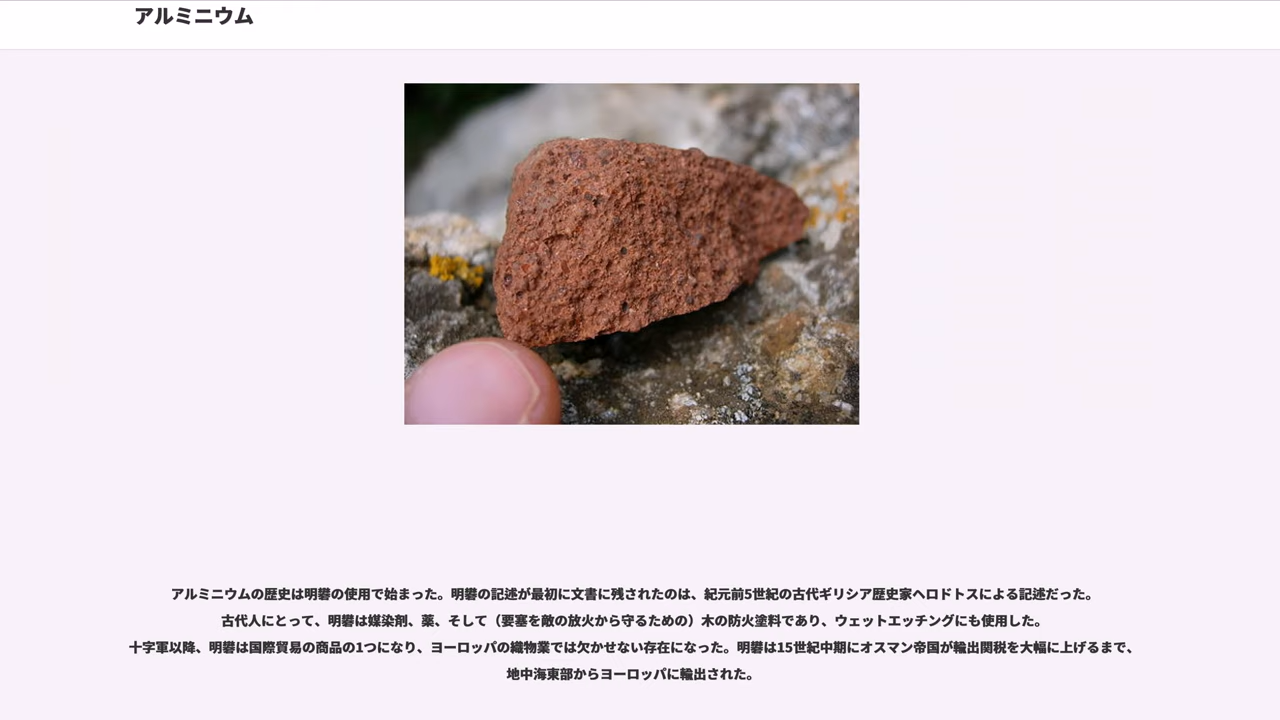 アルミニウム
アルミニウムの歴史は明礬の使用で始まった。明礬の記述が最初に文書に残されたのは、紀元前5世紀の古代ギリシア歴史家ヘロドトスによる記述だった。
古代人にとって、明礬は媒染剤、薬、そして（要塞を敵の放火から守るための）木の防火塗料であり、ウェットエッチングにも使用した。
十字軍以降、明礬は国際貿易の商品の1つになり、ヨーロッパの織物業では欠かせない存在になった。明礬は15世紀中期にオスマン帝国が輸出関税を大幅に上げるまで、
地中海東部からヨーロッパに輸出された。